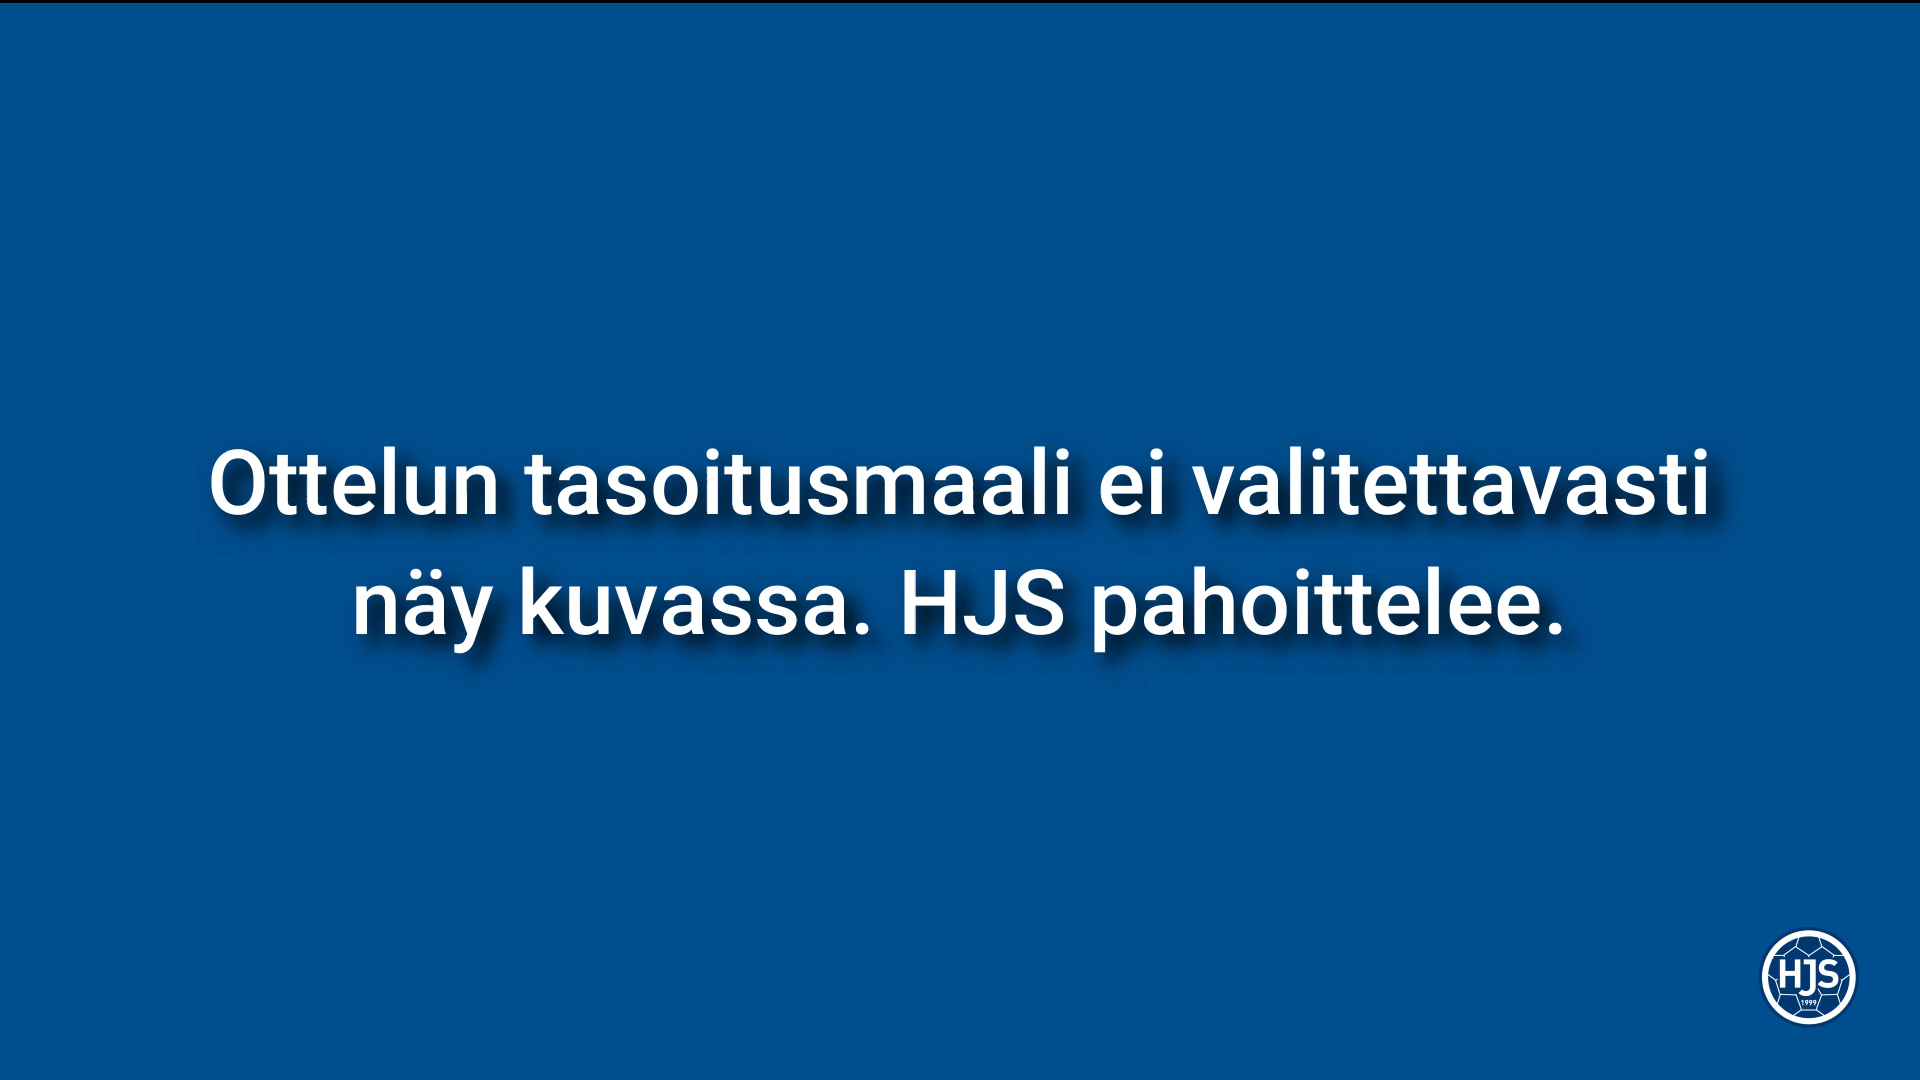 Ottelun tasoitusmaali ei valitettavasti
näy kuvassa. HJS pahoittelee.
HJS
1999